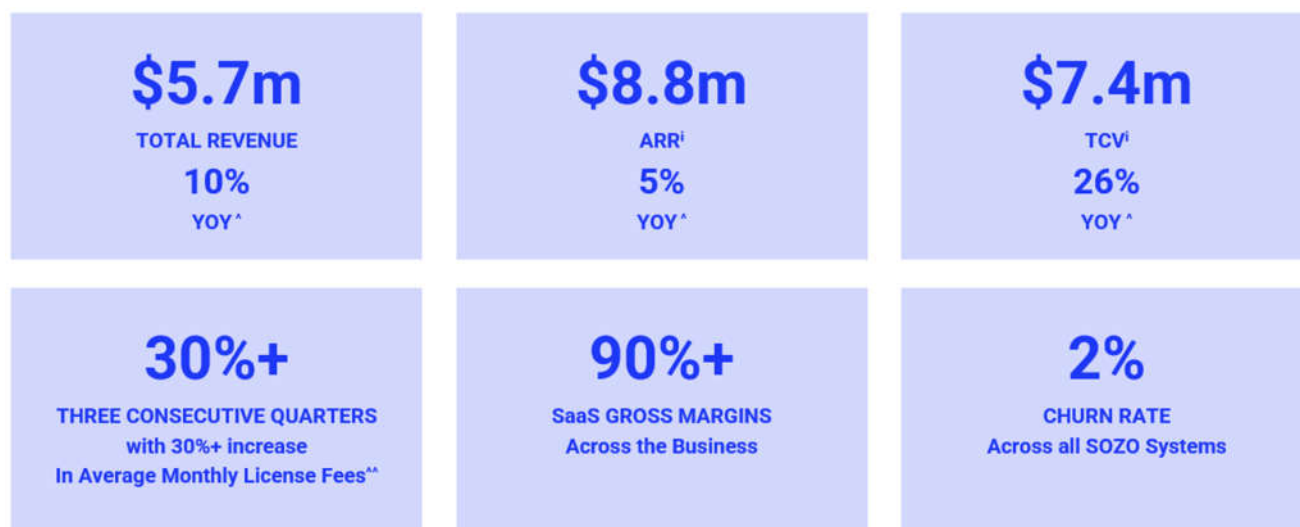 $5.7m
TOTAL REVENUE
10%
YOY ^
$8.8m
ARRⁱ
5%
YOY ^
$7.4m
TCVⁱ
26%
YOY ^
30%+
THREE CONSECUTIVE QUARTERS
with 30%+ increase
In Average Monthly License Fees^^
90%+
SaaS GROSS MARGINS
Across the Business
2%
CHURN RATE
Across all SOZO Systems